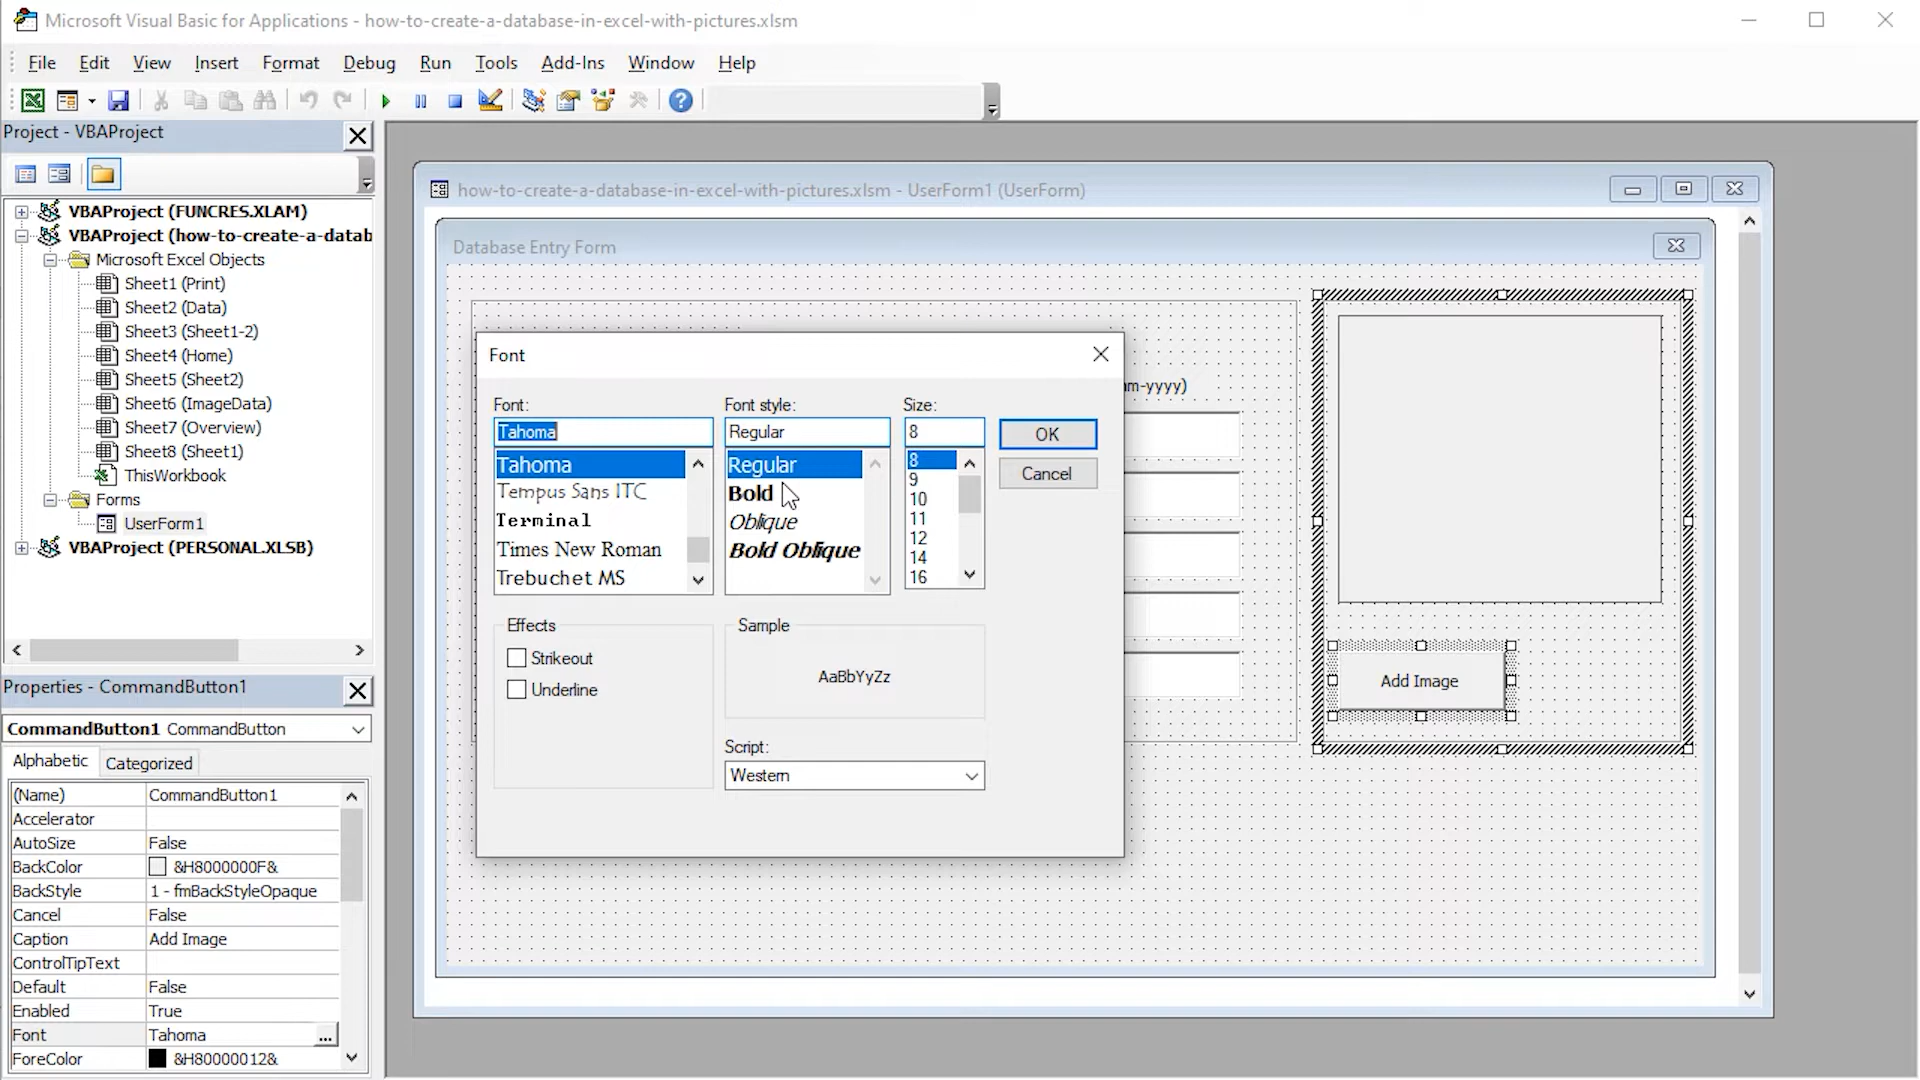 Microsoft Visual Basic for Applications - how-to-create-a-database-in-excel-with-pictures.xlsm
File Edit View Insert Format Debug Run Tools Add-Ins Window Help
Project - VBAProject
VBAProject (FUNCRES.XLAM)
VBAProject (how-to-create-a-datab
Microsoft Excel Objects
Sheet1 (Print)
Sheet2 (Data)
Sheet3 (Sheet1-2)
Sheet4 (Home)
Sheet5 (Sheet2)
Sheet6 (ImageData)
Sheet7 (Overview)
Sheet8 (Sheet1)
ThisWorkbook
Forms
UserForm1
VBAProject (PERSONAL.XLSB)
Properties - CommandButton1
CommandButton1 CommandButton
Alphabetic Categorized
(Name) CommandButton1
Accelerator
AutoSize False
BackColor &H8000000F&
BackStyle 1 - fmBackStyleOpaque
Cancel False
Caption Add Image
ControlTipText
Default False
Enabled True
Font Tahoma ...
ForeColor &H80000012&
how-to-create-a-database-in-excel-with-pictures.xlsm - UserForm1 (UserForm)
Database Entry Form
m-yyyy)
Add Image
Font
Font: Font style: Size:
Tahoma Regular 8
OK
Cancel
Tahoma
Tempus Sans ITC
Terminal
Times New Roman
Trebuchet MS
Regular
Bold
Oblique
Bold Oblique
8
9
10
11
12
14
16
Effects
Strikeout
Underline
Sample
AaBbYyZz
Script:
Western